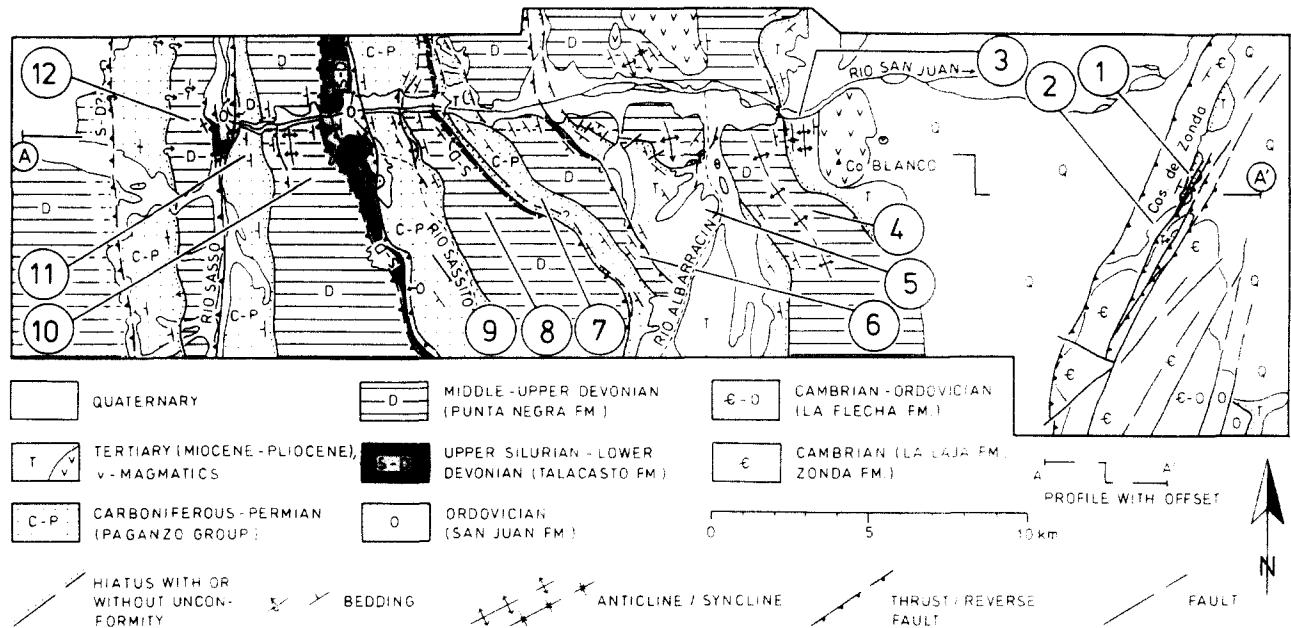 12
3
2
1
RIO SAN JUAN
Cos de Zonda
Co BLANCO
A
A'
C-P
RIO SASSO
RIO SASSITO
RIO ALBARRACIN
11
10
9
8
7
6
5
4
QUATERNARY
D MIDDLE-UPPER DEVONIAN
(PUNTA NEGRA FM.)
Є-O CAMBRIAN-ORDOVICIAN
(LA FLECHA FM.)
T v TERTIARY (MIOCENE-PLIOCENE),
v-MAGMATICS
S-D UPPER SILURIAN-LOWER
DEVONIAN (TALACASTO FM.)
Є CAMBRIAN (LA LAJA FM.,
ZONDA FM.)
A A'
PROFILE WITH OFFSET
C-P CARBONIFEROUS-PERMIAN
(PAGANZO GROUP)
O ORDOVICIAN
(SAN JUAN FM.)
0 5 10 km
N
HIATUS WITH OR
WITHOUT UNCON-
FORMITY
BEDDING
ANTICLINE / SYNCLINE
THRUST/REVERSE
FAULT
FAULT